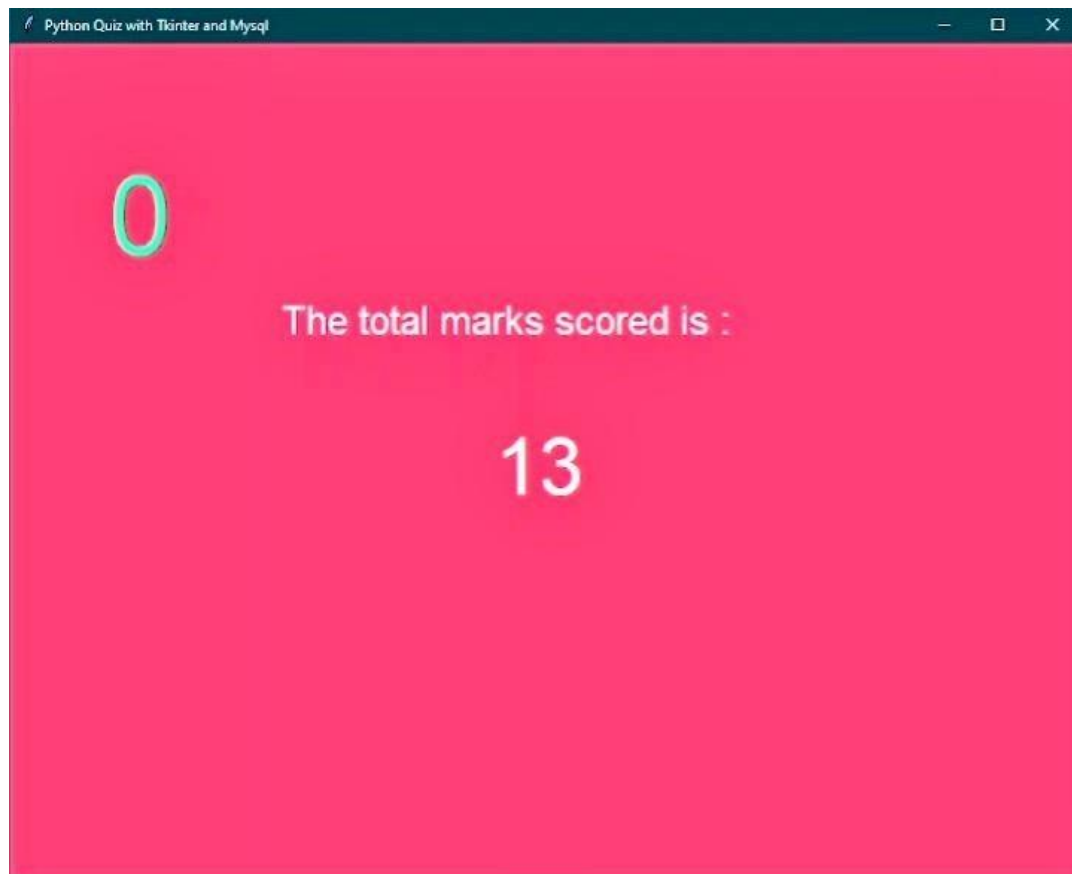 Python Quiz with Tkinter and Mysql
0
The total marks scored is :
13